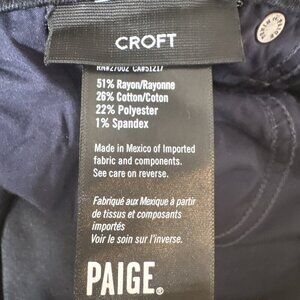 CROFT
RN#27002 CA#51217
51% Rayon/Rayonne
26% Cotton/Coton
22% Polyester
1% Spandex
Made in Mexico of Imported
fabric and components.
See care on reverse.
Fabriqué aux Mexique à partir
de tissus et composants
importés
Voir le soin sur l'inverse.
PAIGE®